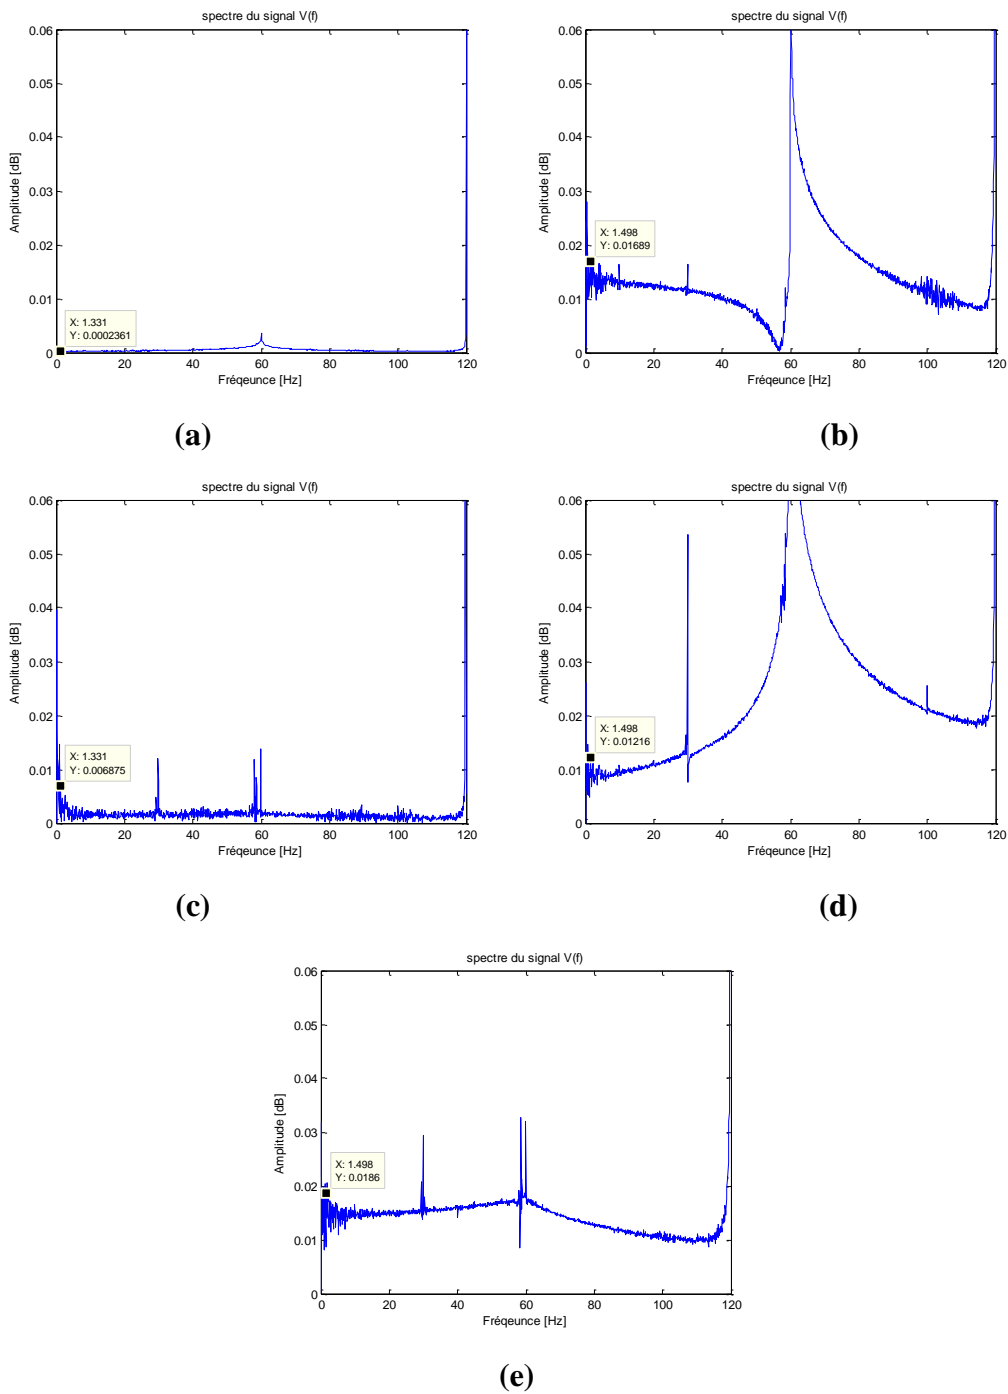 spectre du signal V(f)
Amplitude [dB]
0.06
0.05
0.04
0.03
0.02
0.01
0
X: 1.331
Y: 0.0002361
0 20 40 60 80 100 120
Fréqeunce [Hz]
(a)
spectre du signal V(f)
Amplitude [dB]
0.06
0.05
0.04
0.03
0.02
0.01
0
X: 1.498
Y: 0.01689
0 20 40 60 80 100 120
Fréqeunce [Hz]
(b)
spectre du signal V(f)
Amplitude [dB]
0.06
0.05
0.04
0.03
0.02
0.01
0
X: 1.331
Y: 0.006875
0 20 40 60 80 100 120
Fréqeunce [Hz]
(c)
spectre du signal V(f)
Amplitude [dB]
0.06
0.05
0.04
0.03
0.02
0.01
0
X: 1.498
Y: 0.01216
0 20 40 60 80 100 120
Fréqeunce [Hz]
(d)
spectre du signal V(f)
Amplitude [dB]
0.06
0.05
0.04
0.03
0.02
0.01
0
X: 1.498
Y: 0.0186
0 20 40 60 80 100 120
Fréqeunce [Hz]
(e)